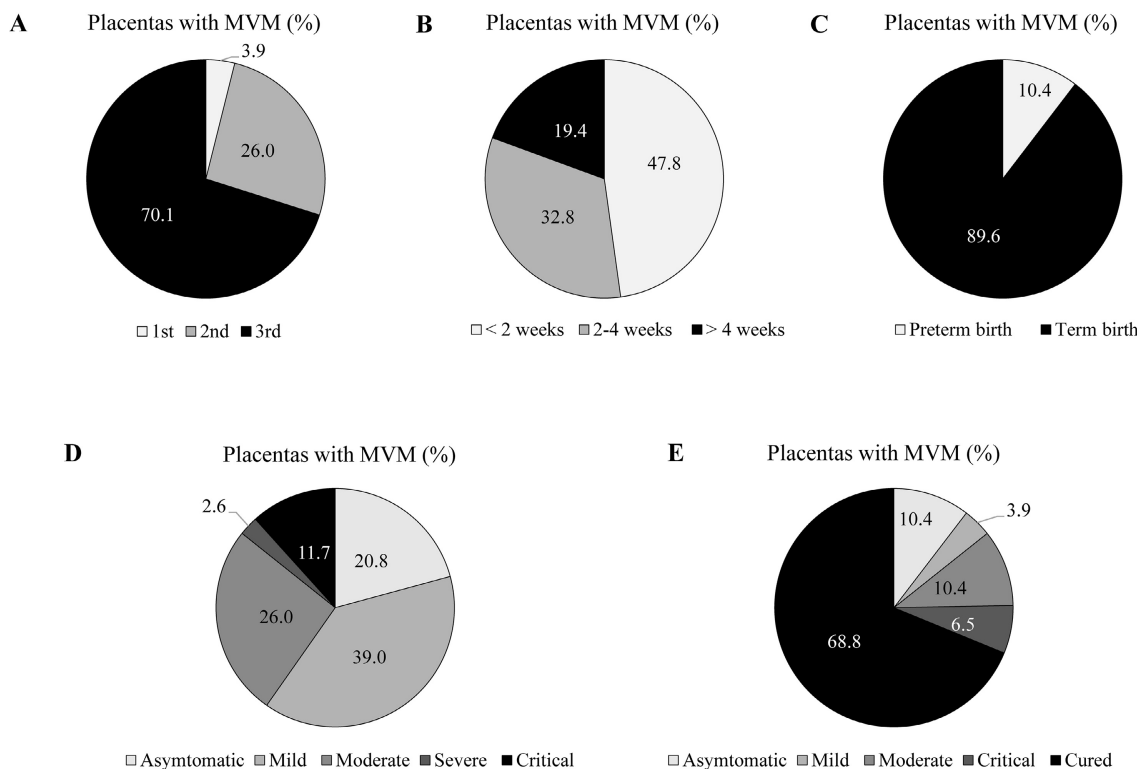 A Placentas with MVM (%)
3.9
26.0
70.1
1st 2nd 3rd
B Placentas with MVM (%)
19.4
47.8
32.8
< 2 weeks 2-4 weeks > 4 weeks
C Placentas with MVM (%)
10.4
89.6
Preterm birth Term birth
D Placentas with MVM (%)
2.6
11.7
20.8
26.0
39.0
Asymtomatic Mild Moderate Severe Critical
E Placentas with MVM (%)
10.4
3.9
10.4
6.5
68.8
Asymtomatic Mild Moderate Critical Cured